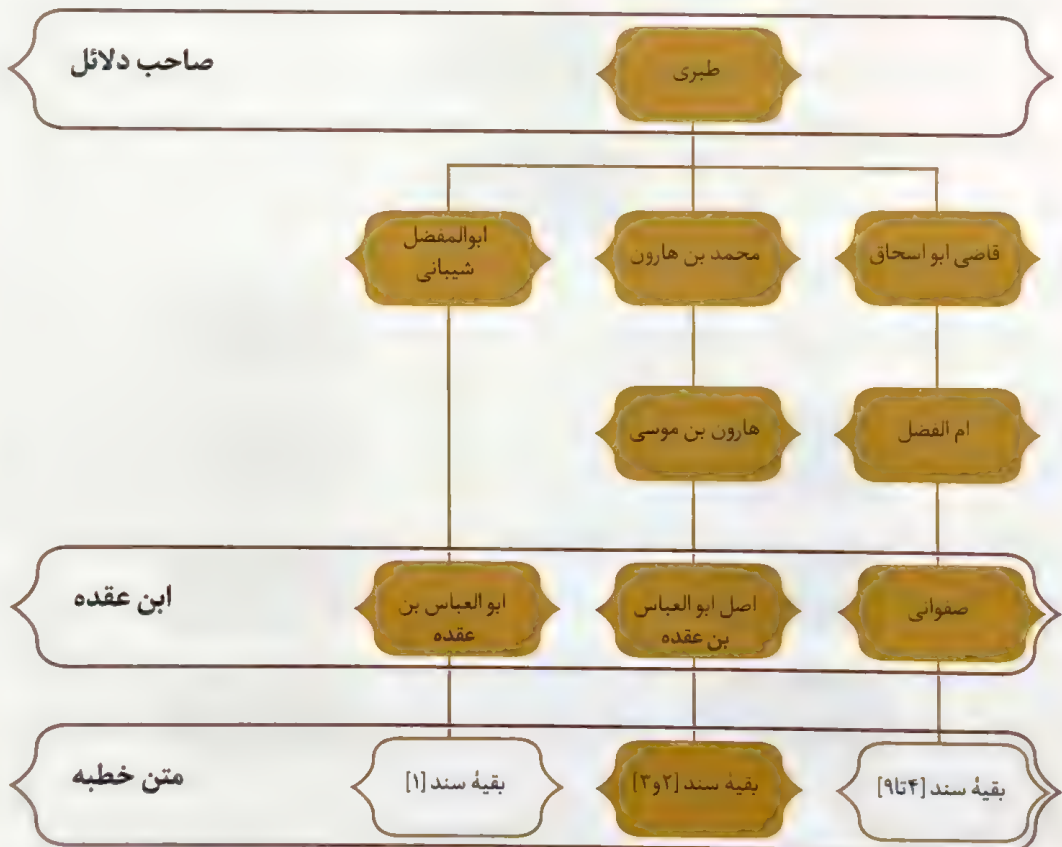 صاحب دلائل
طبری
قاضی ابو اسحاق
محمد بن هارون
ابوالمفضل
شیبانی
ام الفضل
هارون بن موسی
ابن عقده
صفوانی
اصل ابو العباس
بن عقده
ابو العباس بن
عقده
متن خطبه
بقیهٔ سند [۴تا۹]
بقیهٔ سند [۲و۳]
بقیهٔ سند [۱]